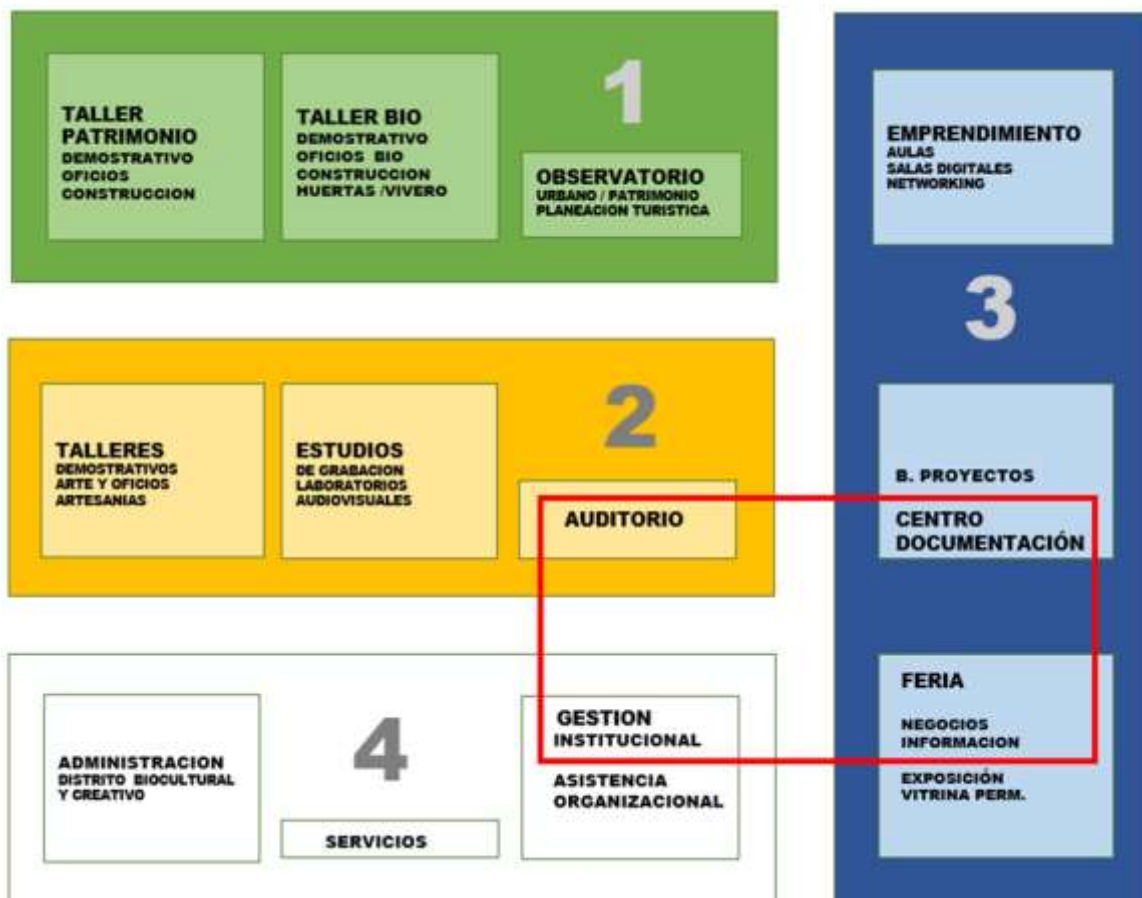 1
TALLER
PATRIMONIO
DEMOSTRATIVO
OFICIOS
CONSTRUCCION
TALLER BIO
DEMOSTRATIVO
OFICIOS BIO
CONSTRUCCION
HUERTAS /VIVERO
OBSERVATORIO
URBANO / PATRIMONIO
PLANEACION TURISTICA
2
TALLERES
DEMOSTRATIVOS
ARTE Y OFICIOS
ARTESANIAS
ESTUDIOS
DE GRABACION
LABORATORIOS
AUDIOVISUALES
AUDITORIO
3
EMPRENDIMIENTO
AULAS
SALAS DIGITALES
NETWORKING
B. PROYECTOS
CENTRO
DOCUMENTACIÓN
FERIA
NEGOCIOS
INFORMACION
EXPOSICIÓN
VITRINA PERM.
4
ADMINISTRACION
DISTRITO BIOCULTURAL
Y CREATIVO
SERVICIOS
GESTION
INSTITUCIONAL
ASISTENCIA
ORGANIZACIONAL